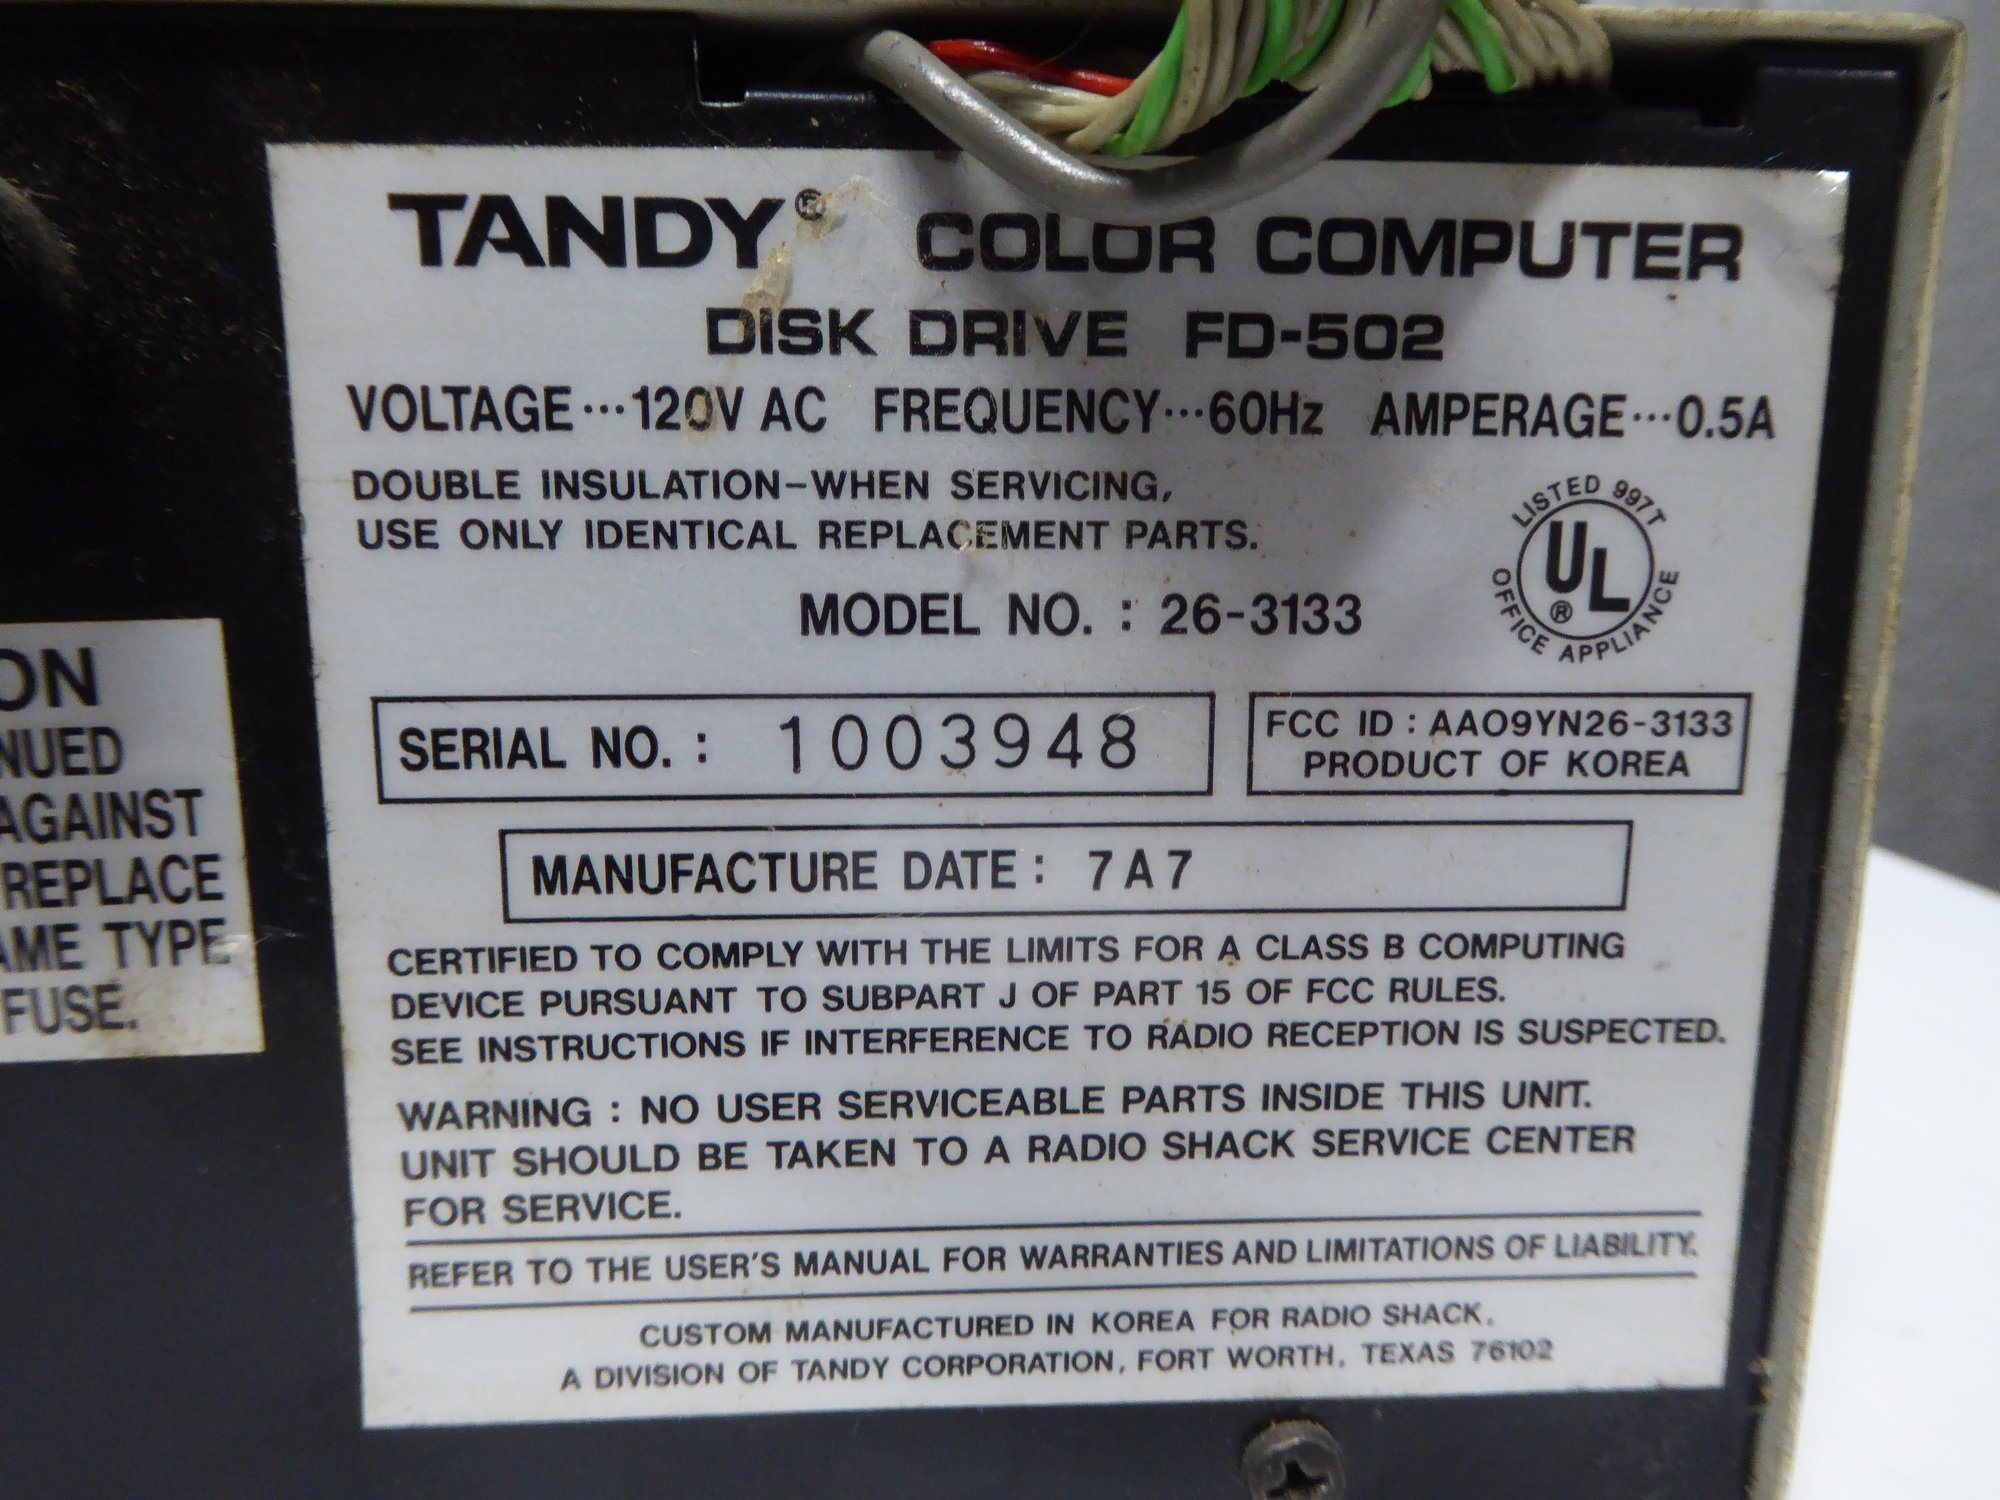 TANDY® COLOR COMPUTER
DISK DRIVE FD-502
VOLTAGE···120V AC FREQUENCY···60Hz AMPERAGE···0.5A
DOUBLE INSULATION-WHEN SERVICING,
USE ONLY IDENTICAL REPLACEMENT PARTS.
LISTED 997T
UL®
OFFICE APPLIANCE
MODEL NO. : 26-3133
SERIAL NO. : 1003948
FCC ID : AAO9YN26-3133
PRODUCT OF KOREA
MANUFACTURE DATE : 7A7
CERTIFIED TO COMPLY WITH THE LIMITS FOR A CLASS B COMPUTING
DEVICE PURSUANT TO SUBPART J OF PART 15 OF FCC RULES.
SEE INSTRUCTIONS IF INTERFERENCE TO RADIO RECEPTION IS SUSPECTED.
WARNING : NO USER SERVICEABLE PARTS INSIDE THIS UNIT.
UNIT SHOULD BE TAKEN TO A RADIO SHACK SERVICE CENTER
FOR SERVICE.
REFER TO THE USER'S MANUAL FOR WARRANTIES AND LIMITATIONS OF LIABILITY.
CUSTOM MANUFACTURED IN KOREA FOR RADIO SHACK,
A DIVISION OF TANDY CORPORATION, FORT WORTH, TEXAS 76102
ON
NUED
AGAINST
REPLACE
AME TYPE
FUSE.